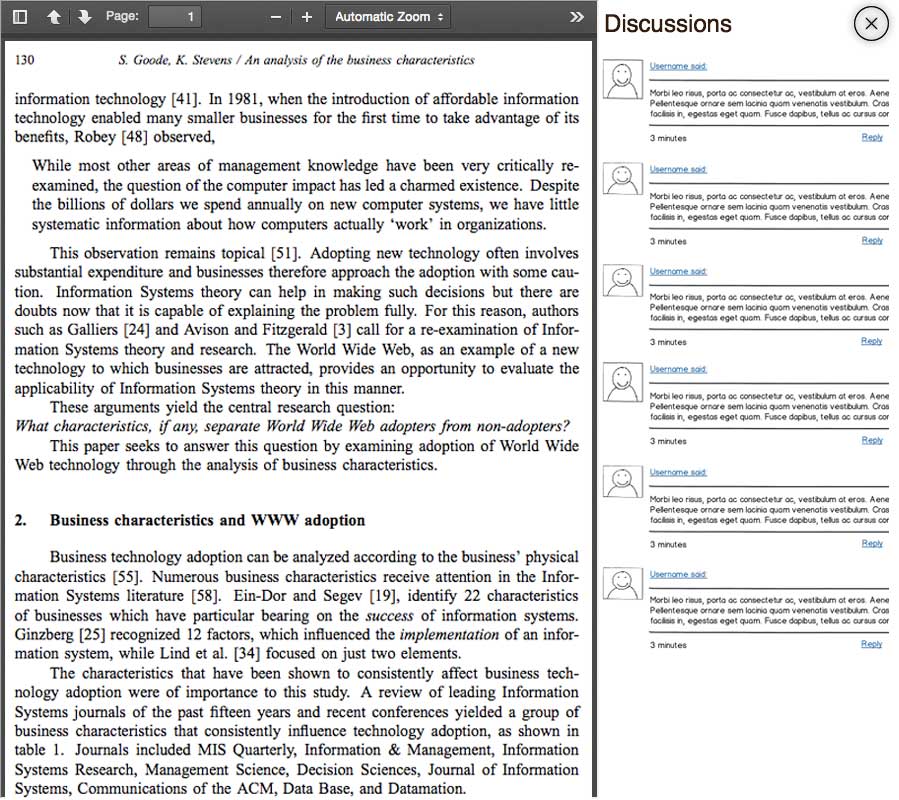 Page:
1
Automatic Zoom
130
S. Goode, K. Stevens / An analysis of the business characteristics
information technology [41]. In 1981, when the introduction of affordable information
technology enabled many smaller businesses for the first time to take advantage of its
benefits, Robey [48] observed,
While most other areas of management knowledge have been very critically re-
examined, the question of the computer impact has led a charmed existence. Despite
the billions of dollars we spend annually on new computer systems, we have little
systematic information about how computers actually ‘work’ in organizations.
This observation remains topical [51]. Adopting new technology often involves
substantial expenditure and businesses therefore approach the adoption with some cau-
tion. Information Systems theory can help in making such decisions but there are
doubts now that it is capable of explaining the problem fully. For this reason, authors
such as Galliers [24] and Avison and Fitzgerald [3] call for a re-examination of Infor-
mation Systems theory and research. The World Wide Web, as an example of a new
technology to which businesses are attracted, provides an opportunity to evaluate the
applicability of Information Systems theory in this manner.
These arguments yield the central research question:
What characteristics, if any, separate World Wide Web adopters from non-adopters?
This paper seeks to answer this question by examining adoption of World Wide
Web technology through the analysis of business characteristics.
2. Business characteristics and WWW adoption
Business technology adoption can be analyzed according to the business’ physical
characteristics [55]. Numerous business characteristics receive attention in the Infor-
mation Systems literature [58]. Ein-Dor and Segev [19], identify 22 characteristics
of businesses which have particular bearing on the success of information systems.
Ginzberg [25] recognized 12 factors, which influenced the implementation of an infor-
mation system, while Lind et al. [34] focused on just two elements.
The characteristics that have been shown to consistently affect business tech-
nology adoption were of importance to this study. A review of leading Information
Systems journals of the past fifteen years and recent conferences yielded a group of
business characteristics that consistently influence technology adoption, as shown in
table 1. Journals included MIS Quarterly, Information & Management, Information
Systems Research, Management Science, Decision Sciences, Journal of Information
Systems, Communications of the ACM, Data Base, and Datamation.
Discussions
Username said:
Morbi leo risus, porta ac consectetur ac, vestibulum at eros. Aene
Pellentesque ornare sem lacinia quam venenatis vestibulum. Cras
facilisis in, egestas eget quam. Fusce dapibus, tellus ac cursus cor
3 minutes
Reply
Username said:
Morbi leo risus, porta ac consectetur ac, vestibulum at eros. Aene
Pellentesque ornare sem lacinia quam venenatis vestibulum. Cras
facilisis in, egestas eget quam. Fusce dapibus, tellus ac cursus cor
3 minutes
Reply
Username said:
Morbi leo risus, porta ac consectetur ac, vestibulum at eros. Aene
Pellentesque ornare sem lacinia quam venenatis vestibulum. Cras
facilisis in, egestas eget quam. Fusce dapibus, tellus ac cursus cor
3 minutes
Reply
Username said:
Morbi leo risus, porta ac consectetur ac, vestibulum at eros. Aene
Pellentesque ornare sem lacinia quam venenatis vestibulum. Cras
facilisis in, egestas eget quam. Fusce dapibus, tellus ac cursus cor
3 minutes
Reply
Username said:
Morbi leo risus, porta ac consectetur ac, vestibulum at eros. Aene
Pellentesque ornare sem lacinia quam venenatis vestibulum. Cras
facilisis in, egestas eget quam. Fusce dapibus, tellus ac cursus cor
3 minutes
Reply
Username said:
Morbi leo risus, porta ac consectetur ac, vestibulum at eros. Aene
Pellentesque ornare sem lacinia quam venenatis vestibulum. Cras
facilisis in, egestas eget quam. Fusce dapibus, tellus ac cursus cor
3 minutes
Reply